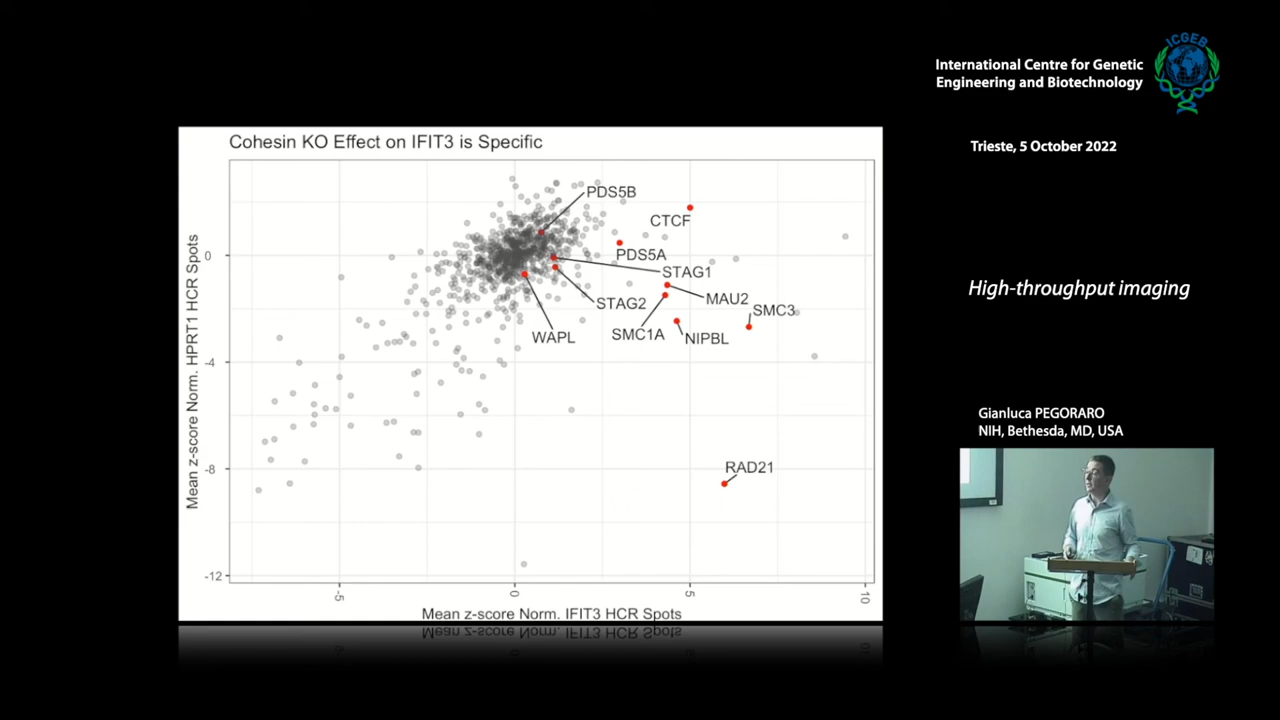 ICGEB
International Centre for Genetic
Engineering and Biotechnology
Trieste, 5 October 2022
High-throughput imaging
Gianluca PEGORARO
NIH, Bethesda, MD, USA
Cohesin KO Effect on IFIT3 is Specific
Mean z-score Norm. HPRT1 HCR Spots
0
-4
-8
-12
PDS5B
CTCF
PDS5A
STAG1
MAU2
STAG2
SMC3
WAPL
SMC1A
NIPBL
RAD21
-5
0
5
10
Mean z-score Norm. IFIT3 HCR Spots